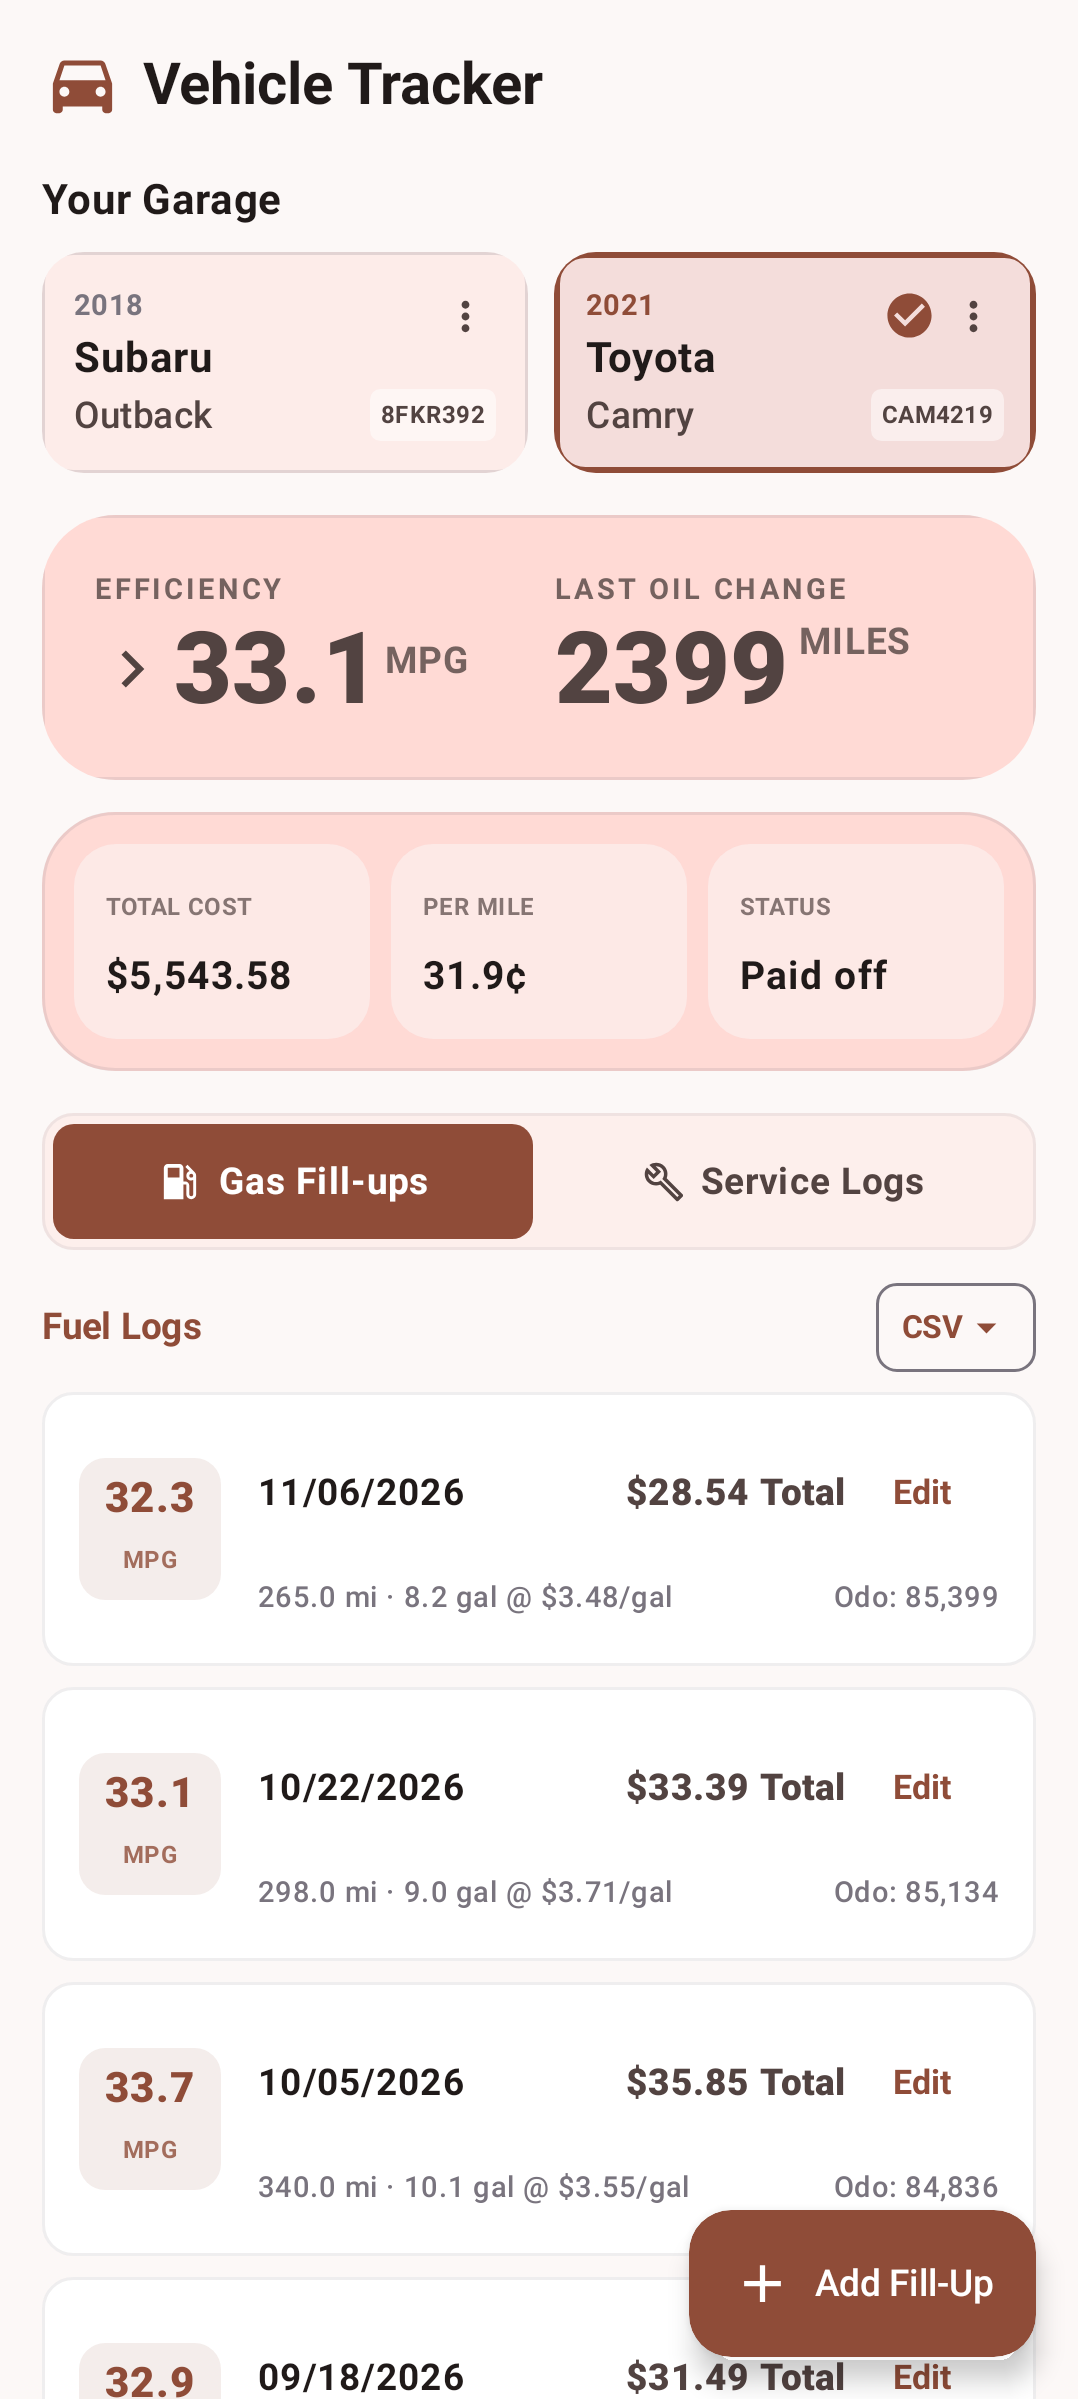 Vehicle Tracker
Your Garage
2018
Subaru
Outback
8FKR392
2021
Toyota
Camry
CAM4219
EFFICIENCY
33.1 MPG
LAST OIL CHANGE
2399 MILES
TOTAL COST
$5,543.58
PER MILE
31.9¢
STATUS
Paid off
Gas Fill-ups
Service Logs
Fuel Logs
CSV
32.3
MPG
11/06/2026
$28.54 Total
Edit
265.0 mi · 8.2 gal @ $3.48/gal
Odo: 85,399
33.1
MPG
10/22/2026
$33.39 Total
Edit
298.0 mi · 9.0 gal @ $3.71/gal
Odo: 85,134
33.7
MPG
10/05/2026
$35.85 Total
Edit
340.0 mi · 10.1 gal @ $3.55/gal
Odo: 84,836
Add Fill-Up
32.9
09/18/2026
$31.49 Total
Edit